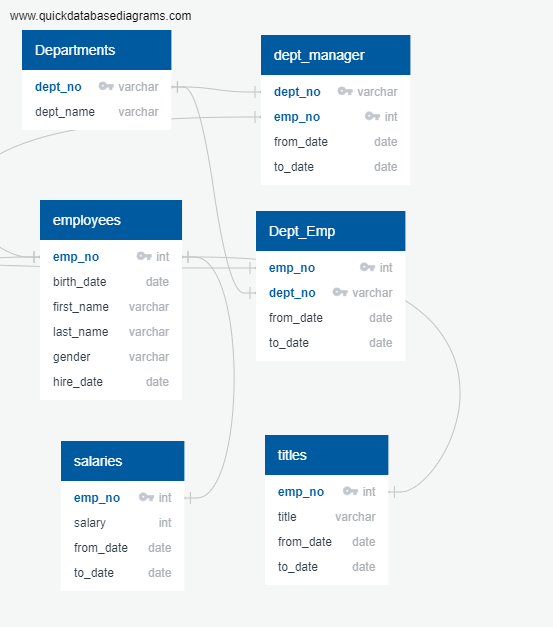 www.quickdatabasediagrams.com
Departments
dept_no varchar
dept_name varchar
dept_manager
dept_no varchar
emp_no int
from_date date
to_date date
employees
emp_no int
birth_date date
first_name varchar
last_name varchar
gender varchar
hire_date date
Dept_Emp
emp_no int
dept_no varchar
from_date date
to_date date
salaries
emp_no int
salary int
from_date date
to_date date
titles
emp_no int
title varchar
from_date date
to_date date